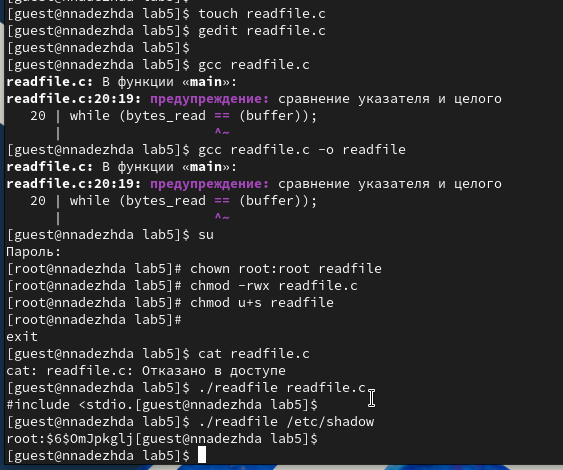 [guest@nnadezhda lab5]$ touch readfile.c
[guest@nnadezhda lab5]$ gedit readfile.c
[guest@nnadezhda lab5]$
[guest@nnadezhda lab5]$ gcc readfile.c
readfile.c: В функции «main»:
readfile.c:20:19: предупреждение: сравнение указателя и целого
   20 | while (bytes_read == (buffer));
      |                   ^~
[guest@nnadezhda lab5]$ gcc readfile.c -o readfile
readfile.c: В функции «main»:
readfile.c:20:19: предупреждение: сравнение указателя и целого
   20 | while (bytes_read == (buffer));
      |                   ^~
[guest@nnadezhda lab5]$ su
Пароль:
[root@nnadezhda lab5]# chown root:root readfile
[root@nnadezhda lab5]# chmod -rwx readfile.c
[root@nnadezhda lab5]# chmod u+s readfile
[root@nnadezhda lab5]#
exit
[guest@nnadezhda lab5]$ cat readfile.c
cat: readfile.c: Отказано в доступе
[guest@nnadezhda lab5]$ ./readfile readfile.c
#include <stdio.[guest@nnadezhda lab5]$
[guest@nnadezhda lab5]$ ./readfile /etc/shadow
root:$6$OmJpkglj[guest@nnadezhda lab5]$
[guest@nnadezhda lab5]$